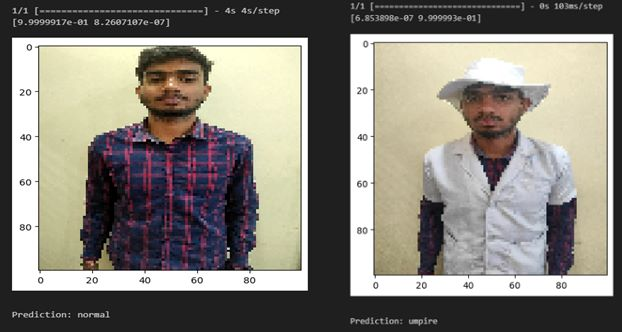 1/1 [==============================] - 4s 4s/step
[9.9999917e-01 8.2607107e-07]
0
20
40
60
80
0 20 40 60 80
Prediction: normal
1/1 [==============================] - 0s 103ms/step
[6.853898e-07 9.999993e-01]
0
20
40
60
80
0 20 40 60 80
Prediction: umpire